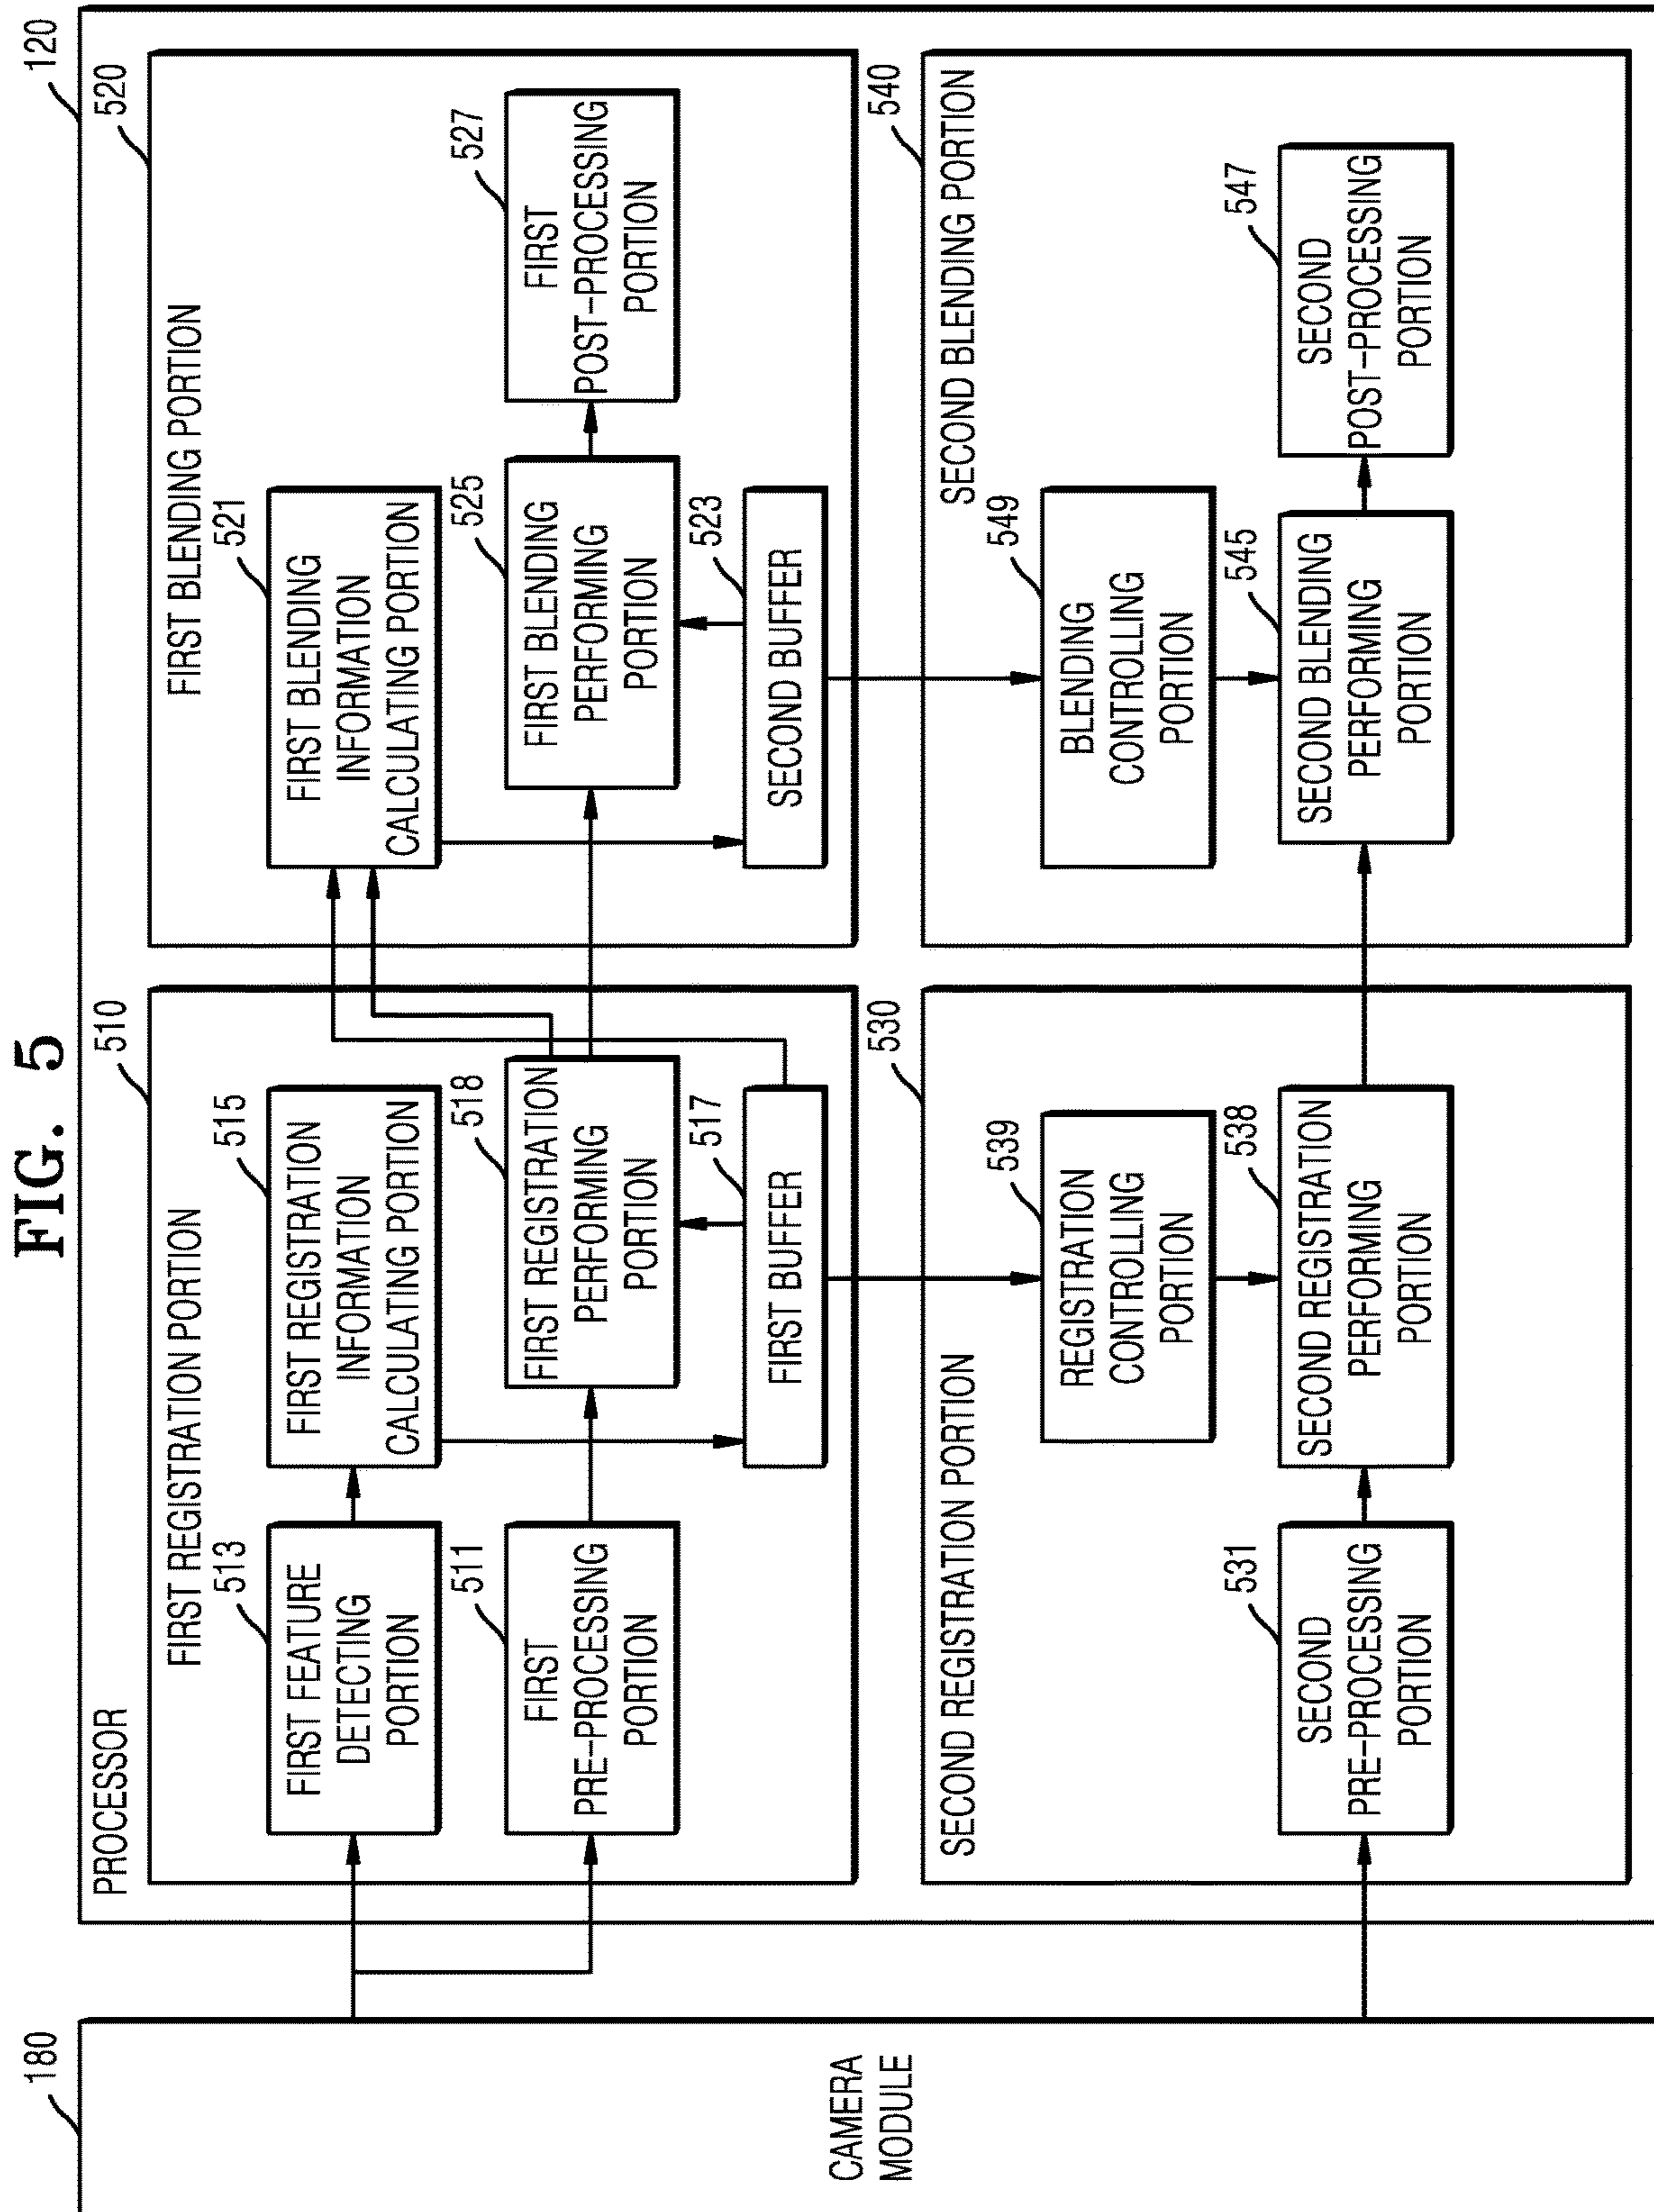 FIG. 5
180
CAMERA
MODULE
120
PROCESSOR
510
FIRST REGISTRATION PORTION
513
FIRST FEATURE
DETECTING
PORTION
515
FIRST REGISTRATION
INFORMATION
CALCULATING PORTION
511
FIRST
PRE-PROCESSING
PORTION
518
FIRST REGISTRATION
PERFORMING
PORTION
517
FIRST BUFFER
520
FIRST BLENDING PORTION
521
FIRST BLENDING
INFORMATION
CALCULATING PORTION
525
FIRST BLENDING
PERFORMING
PORTION
527
FIRST
POST-PROCESSING
PORTION
523
SECOND BUFFER
530
SECOND REGISTRATION PORTION
539
REGISTRATION
CONTROLLING
PORTION
531
SECOND
PRE-PROCESSING
PORTION
538
SECOND REGISTRATION
PERFORMING
PORTION
540
SECOND BLENDING PORTION
549
BLENDING
CONTROLLING
PORTION
545
SECOND BLENDING
PERFORMING
PORTION
547
SECOND
POST-PROCESSING
PORTION